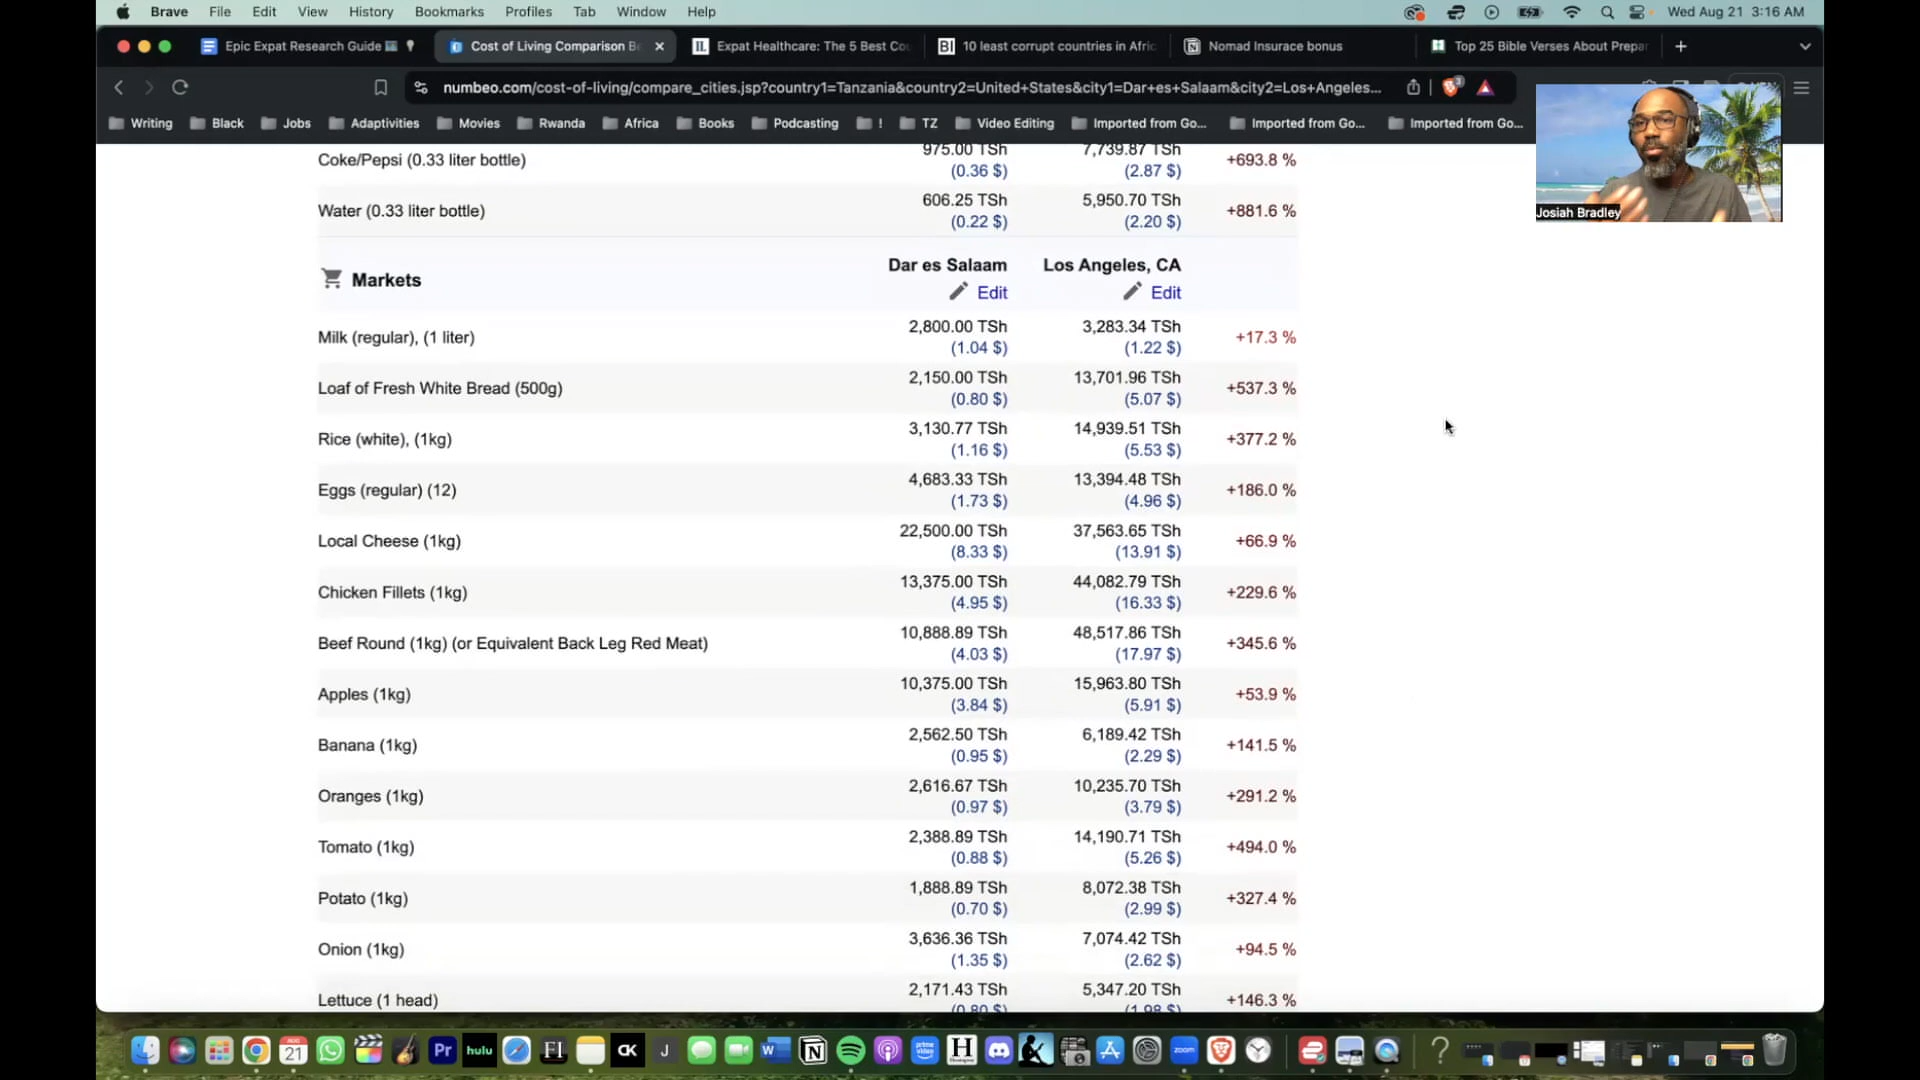 Brave File Edit View History Bookmarks Profiles Tab Window Help Wed Aug 21 3:16 AM
Epic Expat Research Guide Cost of Living Comparison Be Expat Healthcare: The 5 Best Cou 10 least corrupt countries in Afric Nomad Insurace bonus Top 25 Bible Verses About Prepar
numbeo.com/cost-of-living/compare_cities.jsp?country1=Tanzania&country2=United+States&city1=Dar+es+Salaam&city2=Los+Angeles...
Writing Black Jobs Adaptivities Movies Rwanda Africa Books Podcasting ! TZ Video Editing Imported from Go... Imported from Go... Imported from Go...
Josiah Bradley
Coke/Pepsi (0.33 liter bottle) 975.00 TSh 7,739.87 TSh +693.8 %
(0.36 $) (2.87 $)
Water (0.33 liter bottle) 606.25 TSh 5,950.70 TSh +881.6 %
(0.22 $) (2.20 $)
Markets Dar es Salaam Los Angeles, CA
Edit Edit
Milk (regular), (1 liter) 2,800.00 TSh 3,283.34 TSh +17.3 %
(1.04 $) (1.22 $)
Loaf of Fresh White Bread (500g) 2,150.00 TSh 13,701.96 TSh +537.3 %
(0.80 $) (5.07 $)
Rice (white), (1kg) 3,130.77 TSh 14,939.51 TSh +377.2 %
(1.16 $) (5.53 $)
Eggs (regular) (12) 4,683.33 TSh 13,394.48 TSh +186.0 %
(1.73 $) (4.96 $)
Local Cheese (1kg) 22,500.00 TSh 37,563.65 TSh +66.9 %
(8.33 $) (13.91 $)
Chicken Fillets (1kg) 13,375.00 TSh 44,082.79 TSh +229.6 %
(4.95 $) (16.33 $)
Beef Round (1kg) (or Equivalent Back Leg Red Meat) 10,888.89 TSh 48,517.86 TSh +345.6 %
(4.03 $) (17.97 $)
Apples (1kg) 10,375.00 TSh 15,963.80 TSh +53.9 %
(3.84 $) (5.91 $)
Banana (1kg) 2,562.50 TSh 6,189.42 TSh +141.5 %
(0.95 $) (2.29 $)
Oranges (1kg) 2,616.67 TSh 10,235.70 TSh +291.2 %
(0.97 $) (3.79 $)
Tomato (1kg) 2,388.89 TSh 14,190.71 TSh +494.0 %
(0.88 $) (5.26 $)
Potato (1kg) 1,888.89 TSh 8,072.38 TSh +327.4 %
(0.70 $) (2.99 $)
Onion (1kg) 3,636.36 TSh 7,074.42 TSh +94.5 %
(1.35 $) (2.62 $)
Lettuce (1 head) 2,171.43 TSh 5,347.20 TSh +146.3 %
(0.80 $) (1.98 $)
AUG 21 Pr hulu FI CK J W prime video H zoom